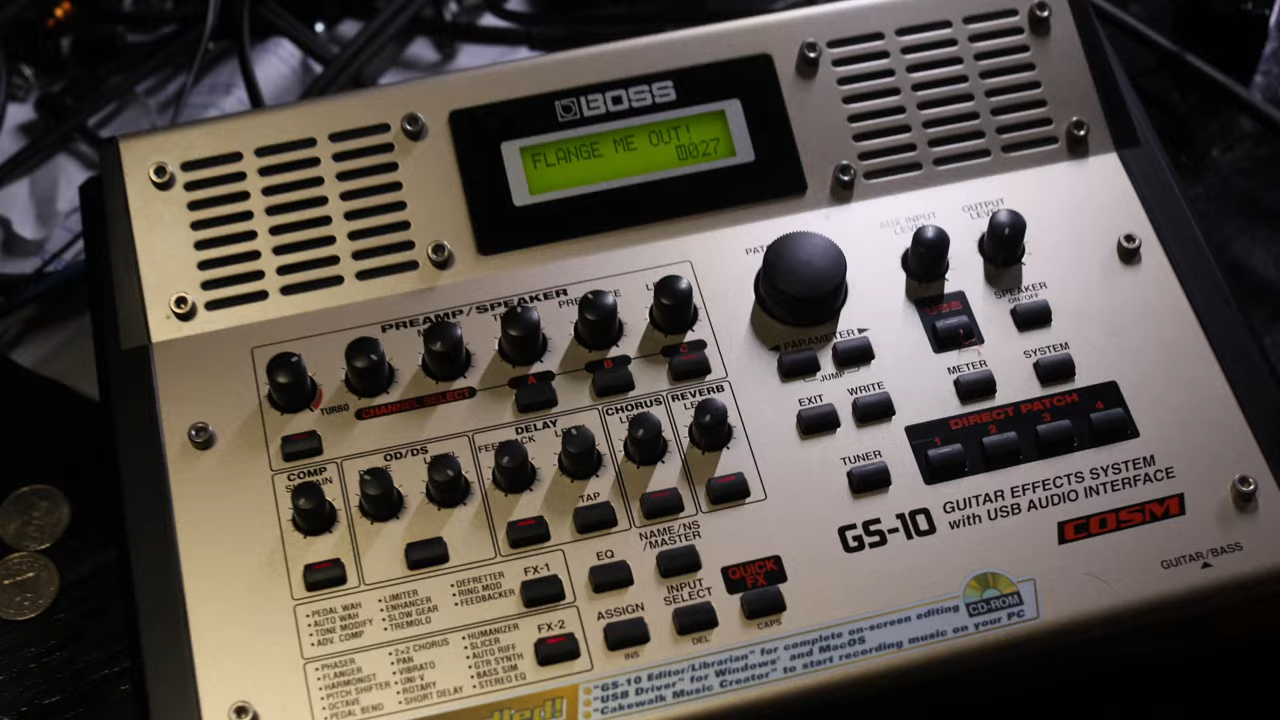 BOSS
FLANGE ME OUT!
U027
AUX INPUT LEVEL
OUTPUT LEVEL
PREAMP/SPEAKER
TURBO
CHANNEL SELECT
A
B
C
◀ PARAMETER ▶
JUMP
USB
SPEAKER
ON/OFF
EXIT
WRITE
METER
SYSTEM
TUNER
DIRECT PATCH
1
2
3
4
COMP
SUSTAIN
OD/DS
DELAY
FEEDBACK
TAP
CHORUS
REVERB
GS-10
GUITAR EFFECTS SYSTEM
with USB AUDIO INTERFACE
COSM
GUITAR/BASS
EQ
NAME/NS
/MASTER
QUICK
FX
ASSIGN
INS
INPUT
SELECT
DEL
CAPS
FX-1
• PEDAL WAH
• AUTO WAH
• TONE MODIFY
• ADV. COMP
• LIMITER
• ENHANCER
• SLOW GEAR
• TREMOLO
• DEFRETTER
• RING MOD
• FEEDBACKER
FX-2
• PHASER
• FLANGER
• HARMONIST
• PITCH SHIFTER
• OCTAVE
• PEDAL BEND
• 2×2 CHORUS
• PAN
• VIBRATO
• UNI-V
• ROTARY
• SHORT DELAY
• HUMANIZER
• SLICER
• AUTO RIFF
• GTR SYNTH
• BASS SIM
• STEREO EQ
CD-ROM
"GS-10 Editor/Librarian" for complete on-screen editing
"USB Driver" for Windows® and MacOS
"Cakewalk Music Creator" to start recording music on your PC